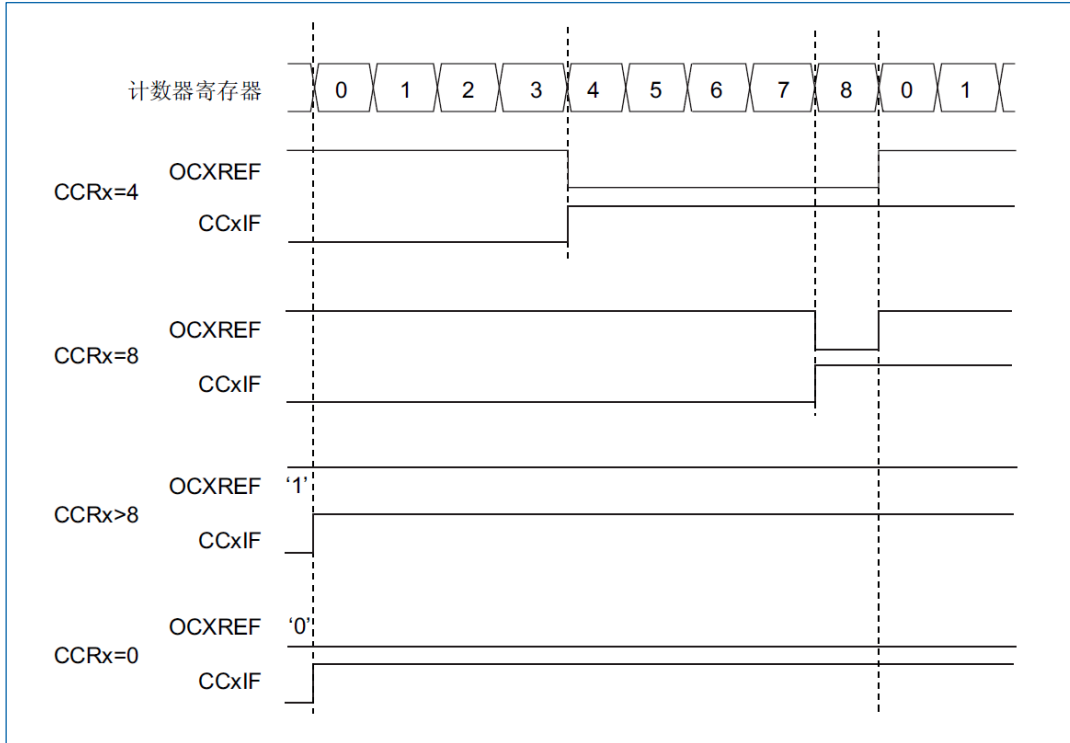 计数器寄存器 0 1 2 3 4 5 6 7 8 0 1
OCXREF
CCRx=4
CCxIF
OCXREF
CCRx=8
CCxIF
OCXREF ‘1’
CCRx>8
CCxIF
OCXREF ‘0’
CCRx=0
CCxIF